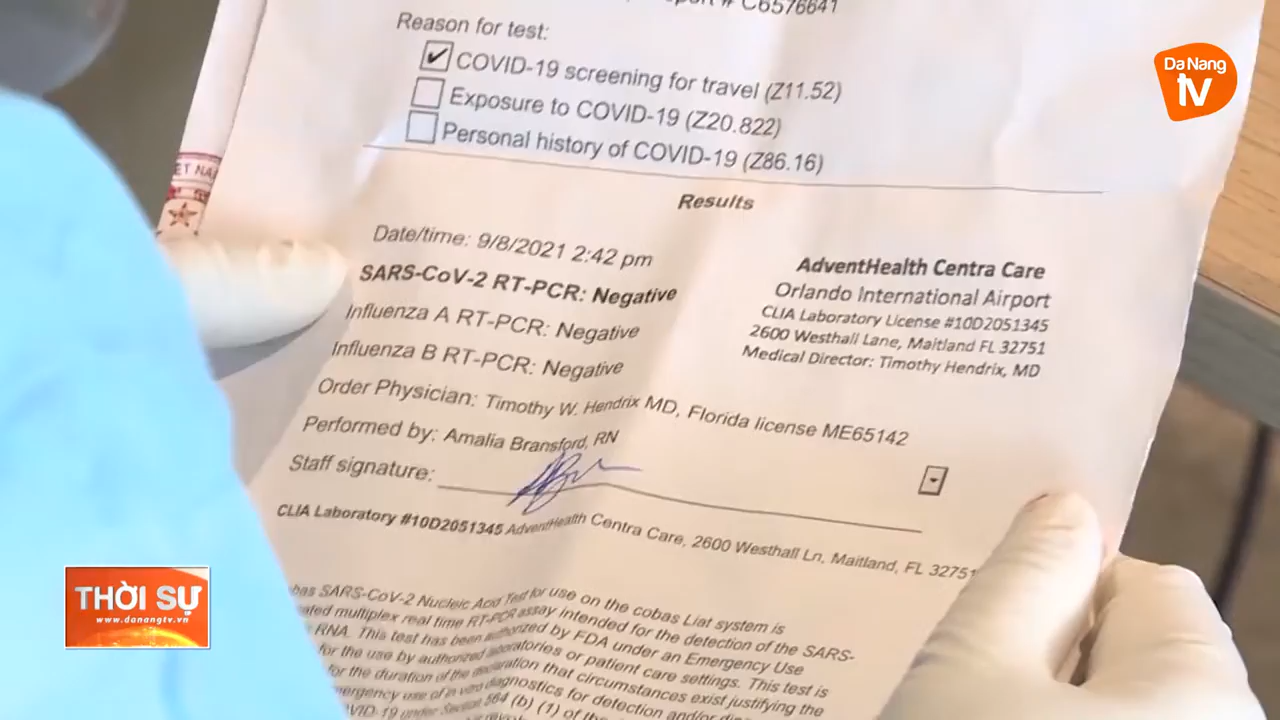 C6576641
Reason for test:
COVID-19 screening for travel (Z11.52)
Exposure to COVID-19 (Z20.822)
Personal history of COVID-19 (Z86.16)
Results
Date/time: 9/8/2021 2:42 pm
SARS-CoV-2 RT-PCR: Negative
Influenza A RT-PCR: Negative
Influenza B RT-PCR: Negative
Order Physician: Timothy W. Hendrix MD, Florida license ME65142
Performed by: Amalia Bransford, RN
Staff signature:
AdventHealth Centra Care
Orlando International Airport
CLIA Laboratory License #10D2051345
2600 Westhall Lane, Maitland FL 32751
Medical Director: Timothy Hendrix, MD
CLIA Laboratory #10D2051345 AdventHealth Centra Care, 2600 Westhall Ln, Maitland, FL 32751
SARS-CoV-2 Nucleic Acid Test for use on the cobas Liat system is
multiplex real time RT-PCR assay intended for the detection of the SARS-
RNA. This test has been authorized by FDA under an Emergency Use
for the use by authorized laboratories or patient care settings. This test is
for the duration of the declaration that circumstances exist justifying the
use of in vitro diagnostics for detection and/or
under Section 564 (b) (1) of the
Da Nang
tv
THỜI SỰ
www.danangtv.vn